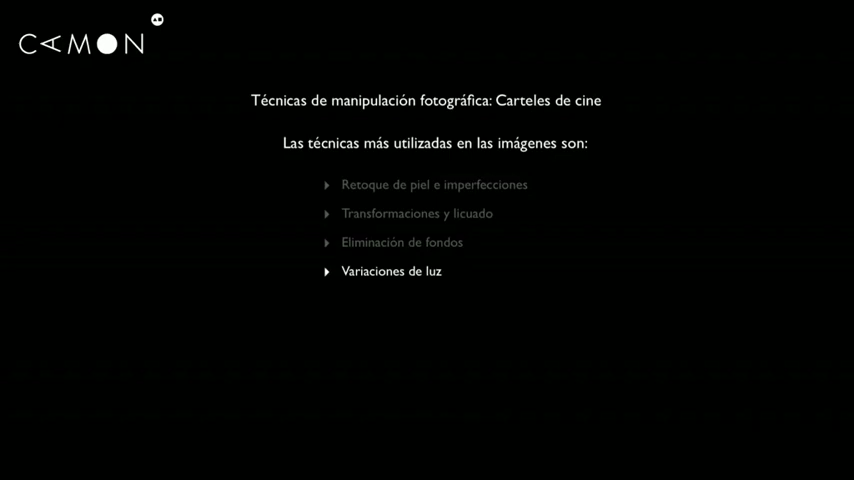 CAMON
Técnicas de manipulación fotográfica: Carteles de cine
Las técnicas más utilizadas en las imágenes son:
Retoque de piel e imperfecciones
Transformaciones y licuado
Eliminación de fondos
Variaciones de luz